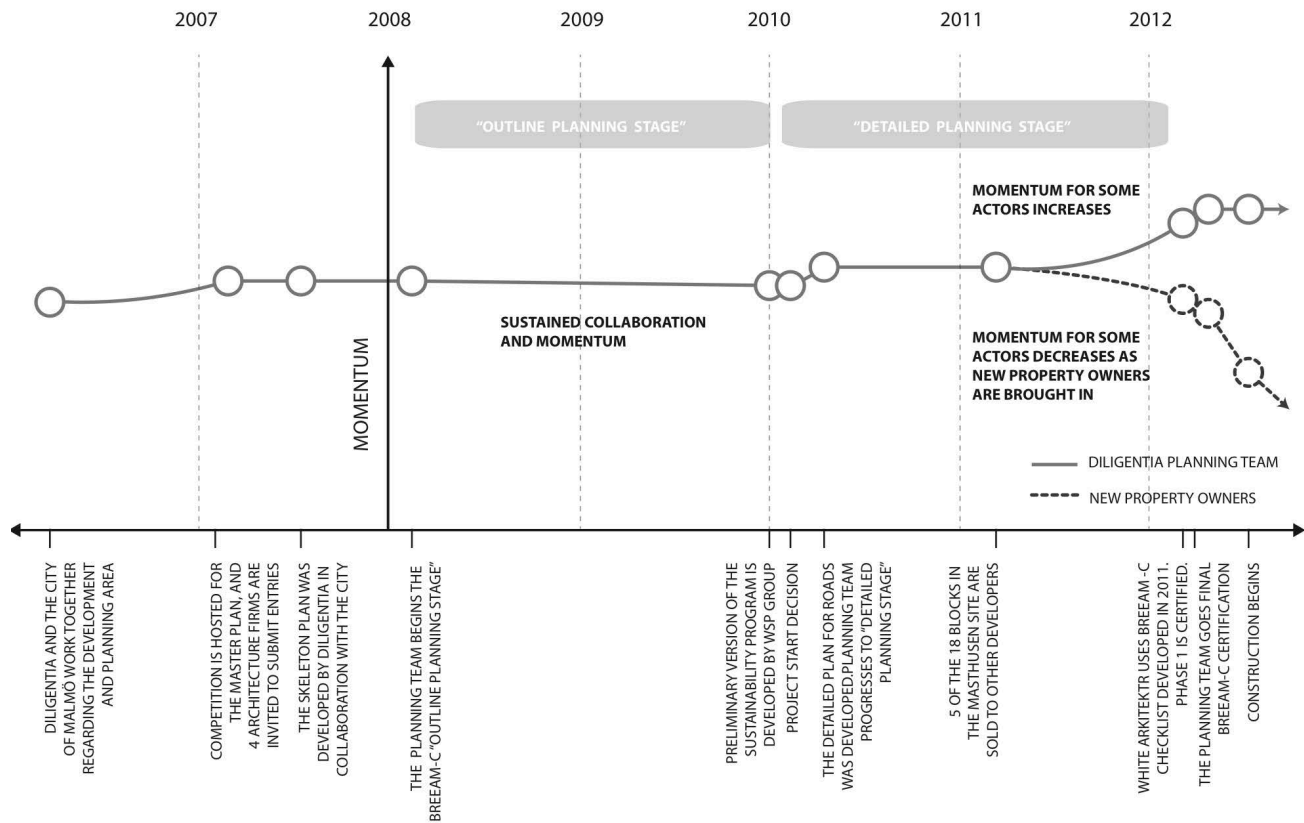 2007
2008
2009
2010
2011
2012
“OUTLINE PLANNING STAGE”
“DETAILED PLANNING STAGE”
MOMENTUM FOR SOME
ACTORS INCREASES
SUSTAINED COLLABORATION
AND MOMENTUM
MOMENTUM FOR SOME
ACTORS DECREASES AS
NEW PROPERTY OWNERS
ARE BROUGHT IN
MOMENTUM
DILIGENTIA PLANNING TEAM
NEW PROPERTY OWNERS
DILIGENTIA AND THE CITY
OF MALMÖ WORK TOGETHER
REGARDING THE DEVELOPMENT
AND PLANNING AREA
COMPETITION IS HOSTED FOR
THE MASTER PLAN, AND
4 ARCHITECTURE FIRMS ARE
INVITED TO SUBMIT ENTRIES
THE SKELETON PLAN WAS
DEVELOPED BY DILIGENTIA IN
COLLABORATION WITH THE CITY
THE PLANNING TEAM BEGINS THE
BREEAM-C “OUTLINE PLANNING STAGE”
PRELIMINARY VERSION OF THE
SUSTAINABILITY PROGRAM IS
DEVELOPED BY WSP GROUP
PROJECT START DECISION
THE DETAILED PLAN FOR ROADS
WAS DEVELOPED.PLANNING TEAM
PROGRESSES TO “DETAILED
PLANNING STAGE”
5 OF THE 18 BLOCKS IN
THE MASTHUSEN SITE ARE
SOLD TO OTHER DEVELOPERS
WHITE ARKITEKTR USES BREEAM -C
CHECKLIST DEVELOPED IN 2011.
PHASE 1 IS CERTIFIED.
THE PLANNING TEAM GOES FINAL
BREEAM-C CERTIFICATION
CONSTRUCTION BEGINS